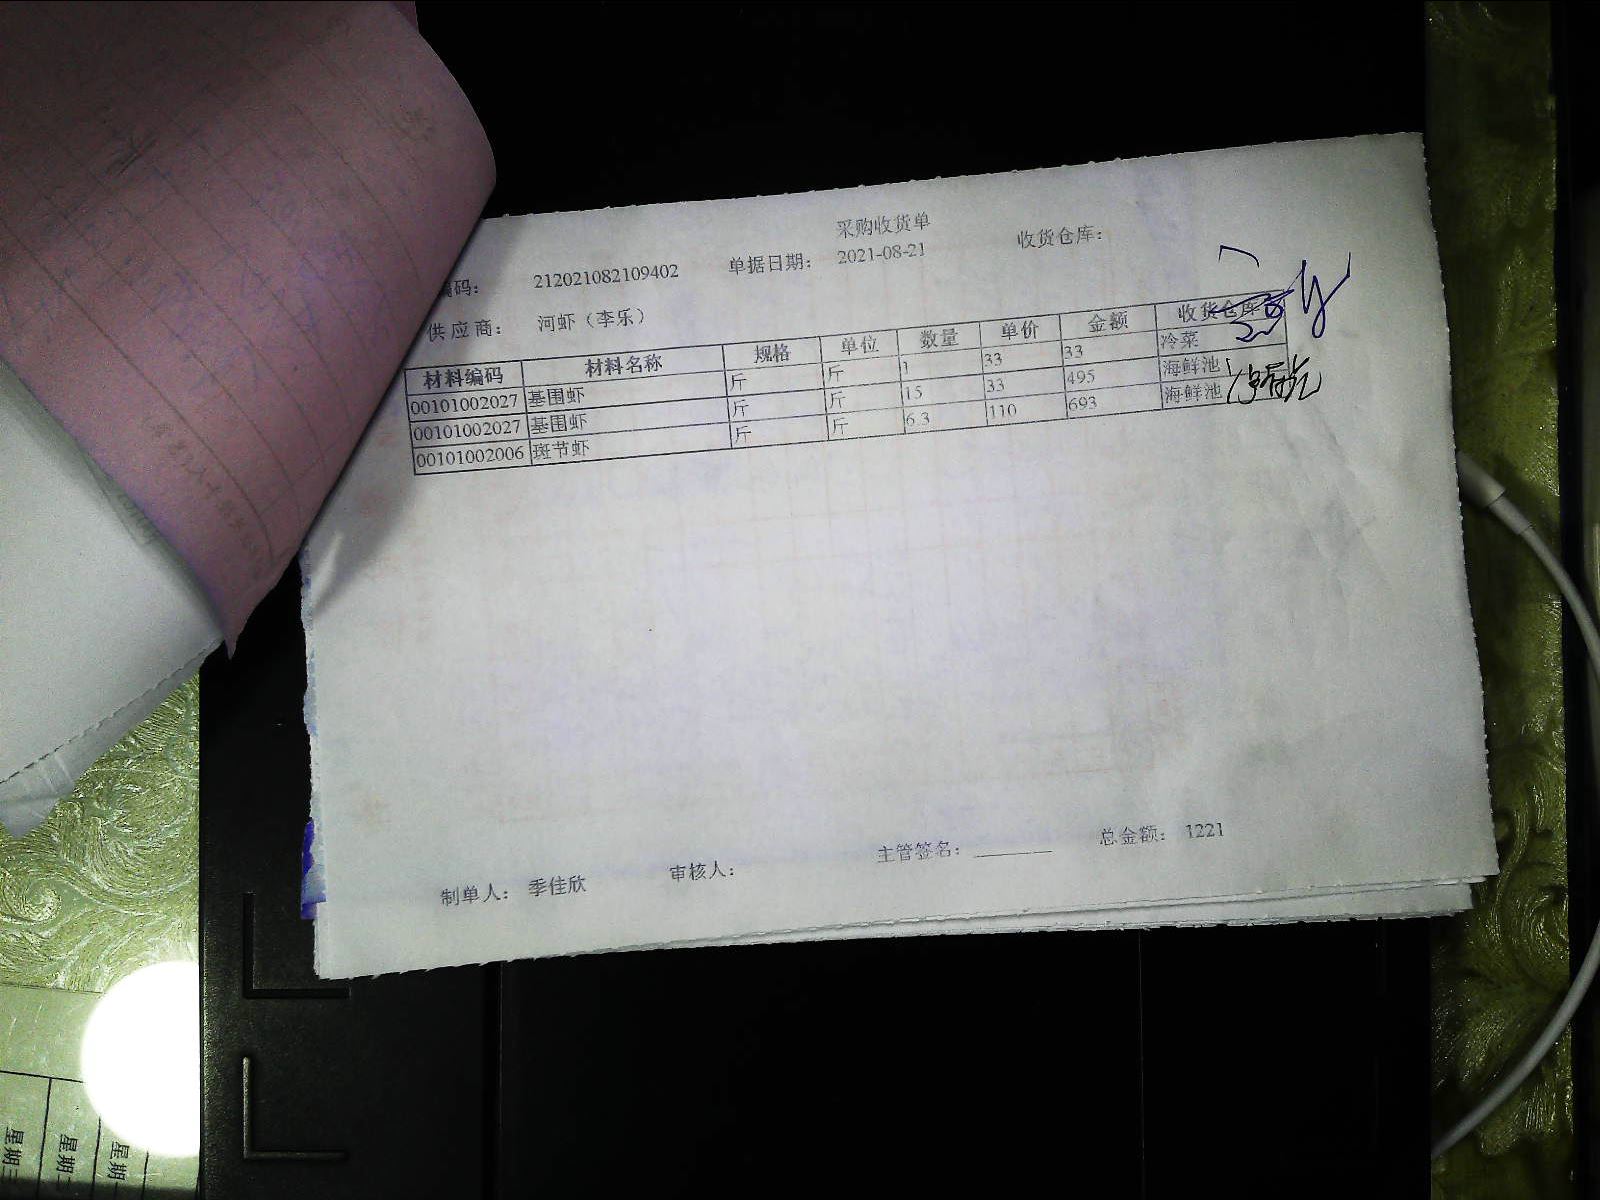 采购收货单
编码： 212021082109402 单据日期： 2021-08-21 收货仓库：
供应商： 河虾（李乐）
材料编码 材料名称 规格 单位 数量 单价 金额 收货仓库
00101002027 基围虾 斤 斤 1 33 33 冷菜
00101002027 基围虾 斤 斤 15 33 495 海鲜池
00101002006 斑节虾 斤 斤 6.3 110 693 海鲜池
制单人： 季佳欣 审核人： 主管签名： 总金额： 1221
星期
星期
星期三